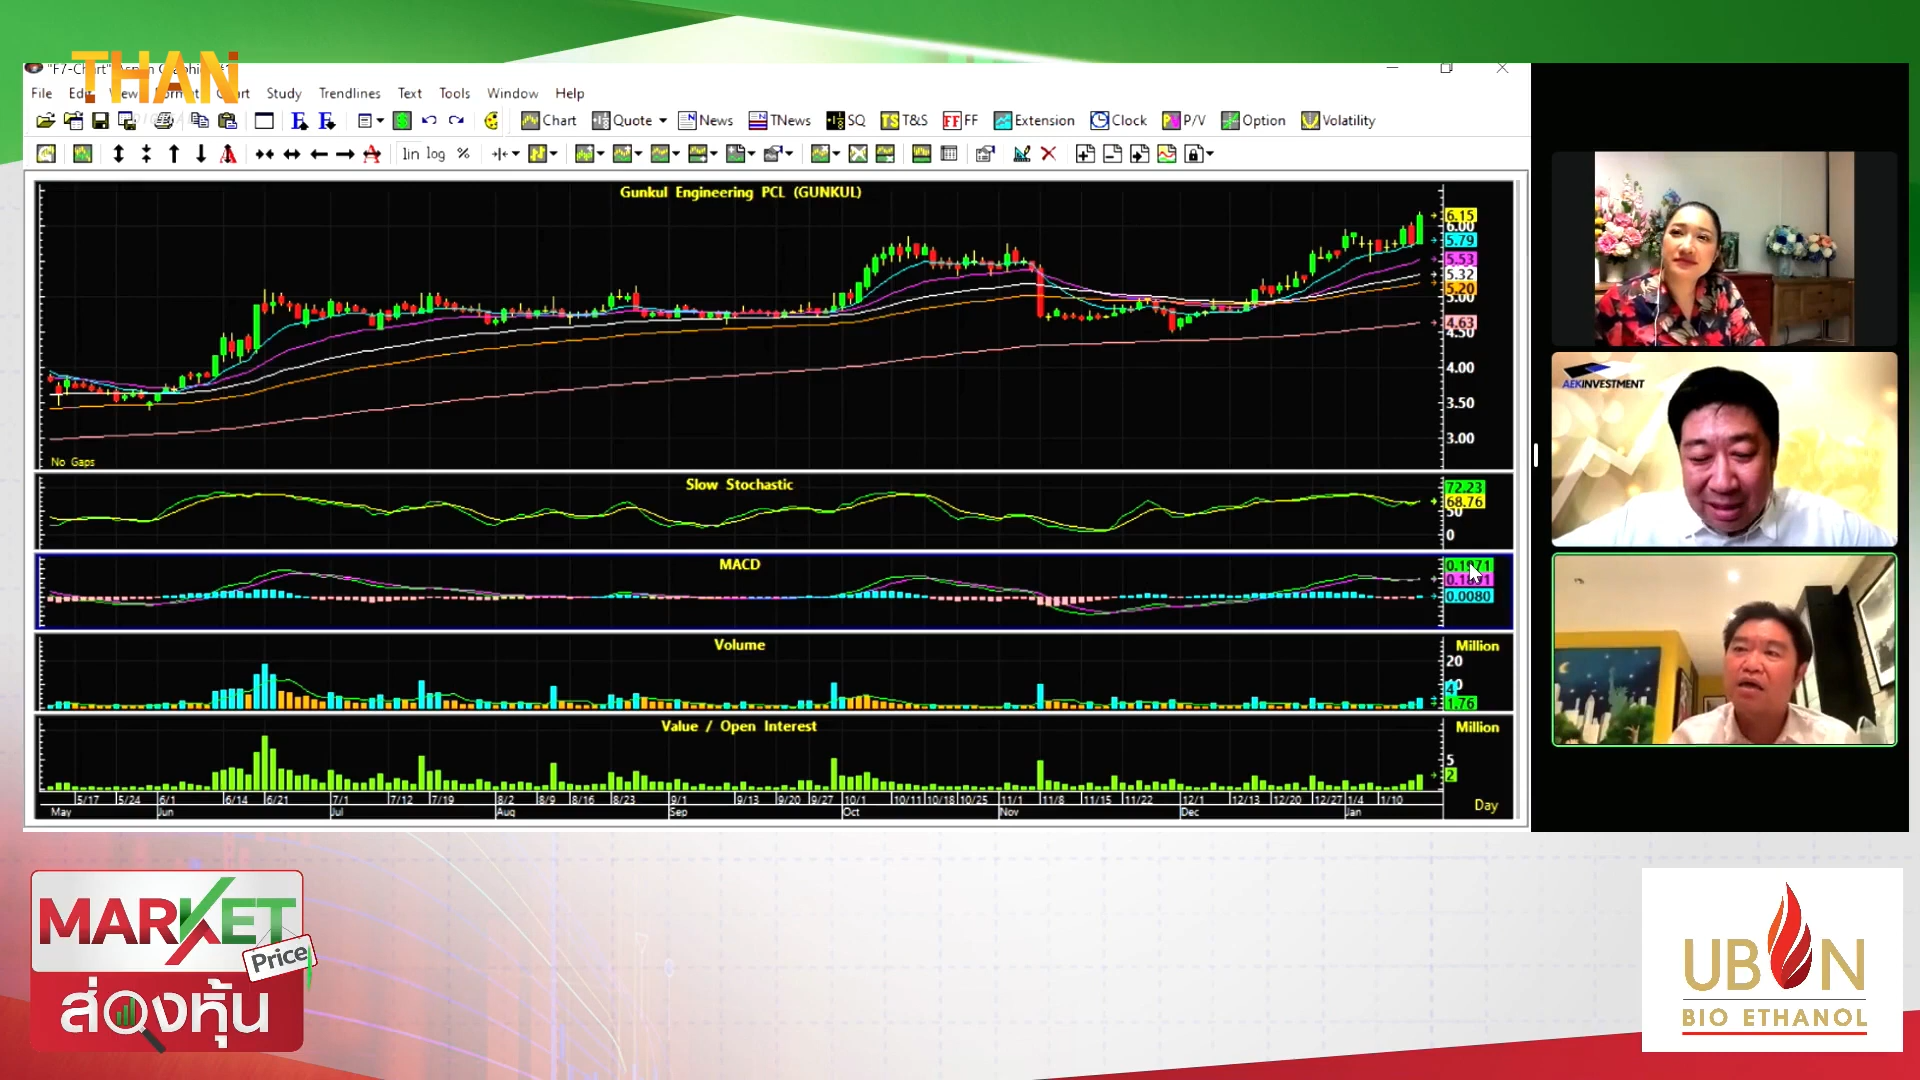 THAN
"F7-Chart"
File Edit View Format Chart Study Trendlines Text Tools Window Help
Chart Quote News TNews SQ T&S FF Extension Clock P/V Option Volatility
lin log %
Gunkul Engineering PCL (GUNKUL)
6.15
6.00
5.79
5.53
5.32
5.20
5.00
4.63
4.50
4.00
3.50
3.00
No Gaps
Slow Stochastic
72.23
68.76
50
0
MACD
0.0080
Volume
Million
20
1.76
Value / Open Interest
Million
5
2
5/17 5/24 6/1 6/14 6/21 7/1 7/12 7/19 8/2 8/9 8/16 8/23 9/1 9/13 9/20 9/27 10/1 10/11 10/18 10/25 11/1 11/8 11/15 11/22 12/1 12/13 12/20 12/27 1/4 1/10
May Jun Jul Aug Sep Oct Nov Dec Jan
Day
AEKINVESTMENT
MARKET
Price
ส่องหุ้น
UBON
BIO ETHANOL